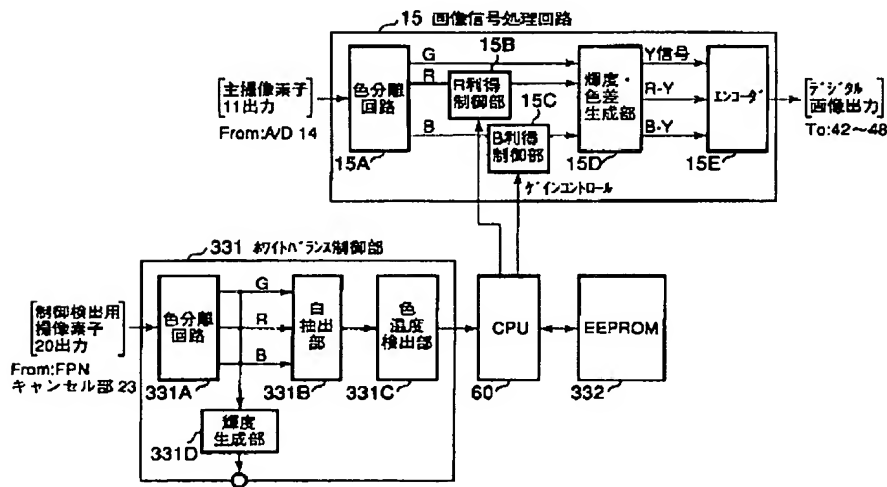 15 画像信号処理回路
15B
G
Y信号
主撮像素子
11出力
色分離
回路
R
R利得
制御部
輝度・
色差
生成部
R-Y
エンコーダ
デジタル
画像出力
From:A/D 14
15C
To:42〜48
B
B利得
制御部
B-Y
15A
15D
15E
ゲインコントロール
331 ホワイトバランス制御部
G
制御検出用
撮像素子
20出力
色分離
回路
R
白
抽出
部
色
温度
検出部
CPU
EEPROM
From:FPN
キャンセル部 23
B
331A
331B
331C
60
332
331D
輝度
生成部